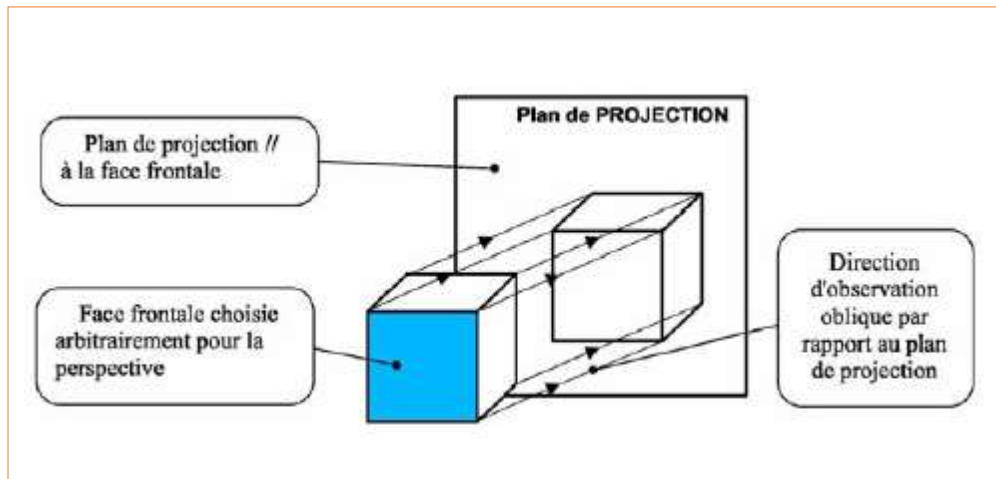 Plan de PROJECTION
Plan de projection //
à la face frontale
Face frontale choisie
arbitrairement pour la
perspective
Direction
d'observation
oblique par
rapport au plan
de projection